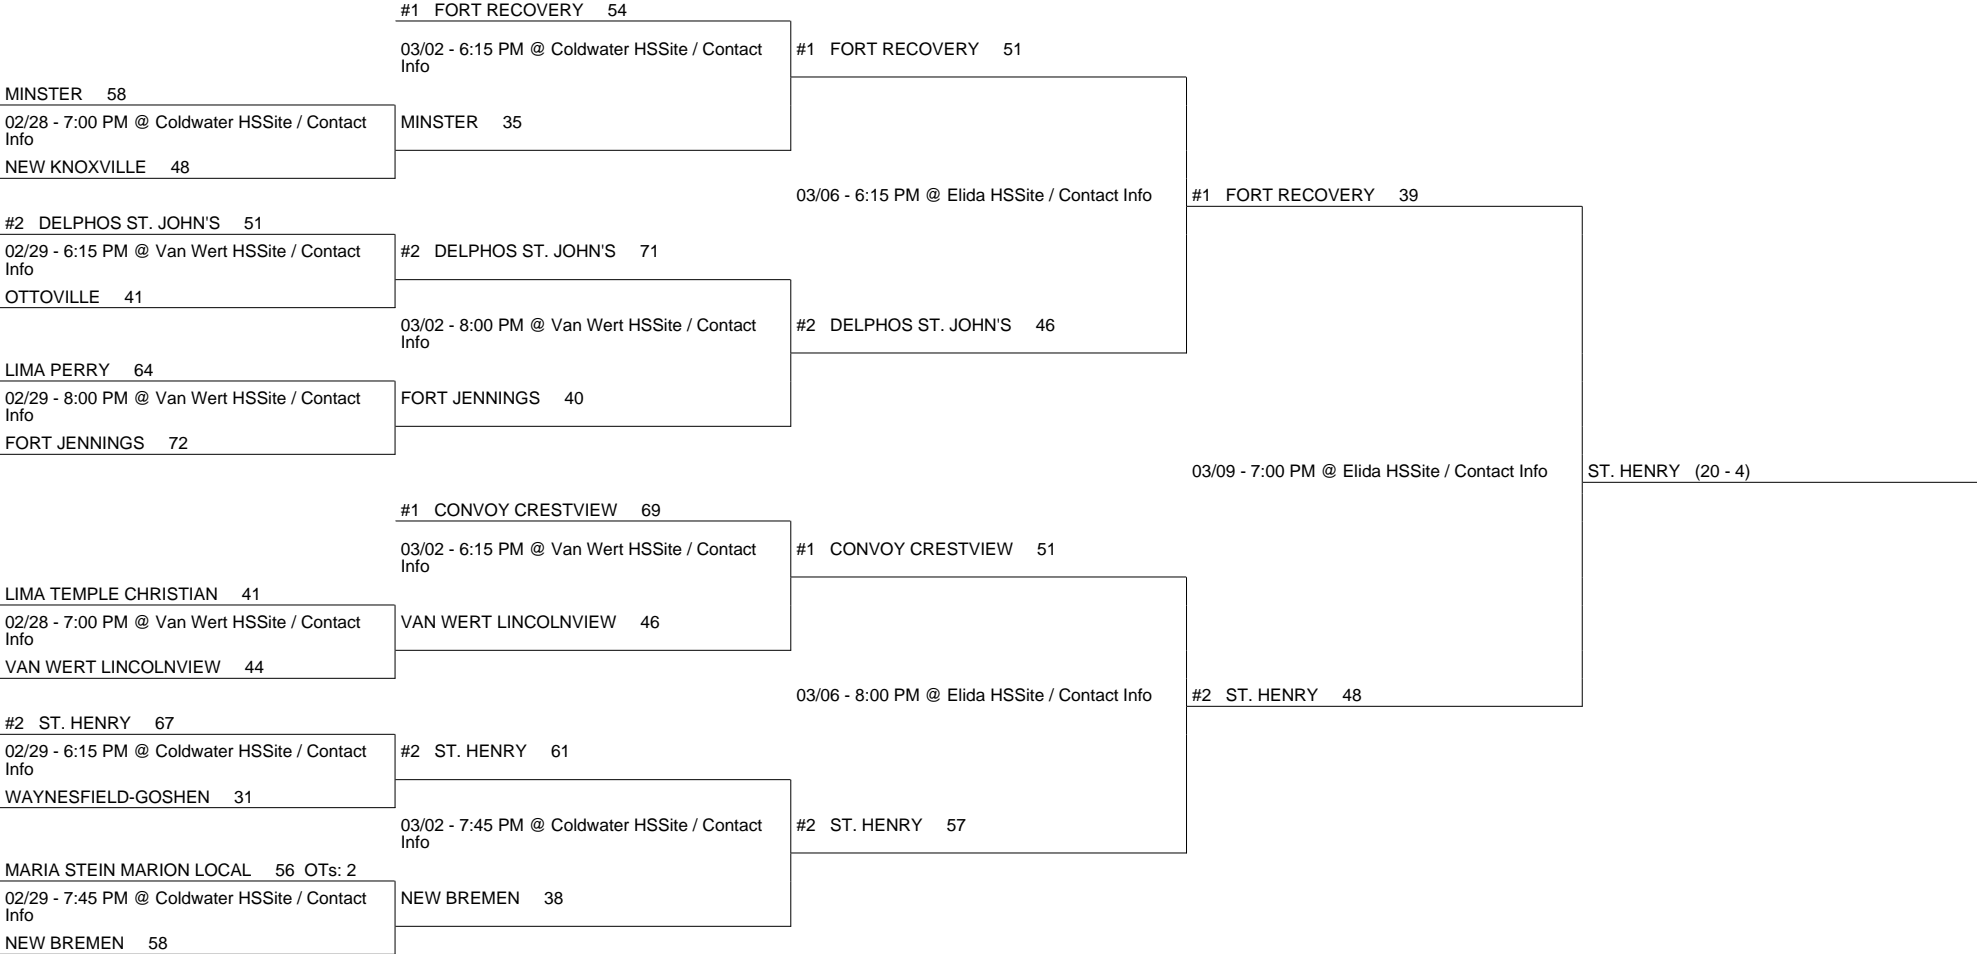 #1 FORT RECOVERY 54
03/02 - 6:15 PM @ Coldwater HSSite / Contact
Info
#1 FORT RECOVERY 51
MINSTER 58
02/28 - 7:00 PM @ Coldwater HSSite / Contact
Info
MINSTER 35
NEW KNOXVILLE 48
03/06 - 6:15 PM @ Elida HSSite / Contact Info
#1 FORT RECOVERY 39
#2 DELPHOS ST. JOHN'S 51
02/29 - 6:15 PM @ Van Wert HSSite / Contact
Info
#2 DELPHOS ST. JOHN'S 71
OTTOVILLE 41
03/02 - 8:00 PM @ Van Wert HSSite / Contact
Info
#2 DELPHOS ST. JOHN'S 46
LIMA PERRY 64
02/29 - 8:00 PM @ Van Wert HSSite / Contact
Info
FORT JENNINGS 40
FORT JENNINGS 72
03/09 - 7:00 PM @ Elida HSSite / Contact Info
ST. HENRY (20 - 4)
#1 CONVOY CRESTVIEW 69
03/02 - 6:15 PM @ Van Wert HSSite / Contact
Info
#1 CONVOY CRESTVIEW 51
LIMA TEMPLE CHRISTIAN 41
02/28 - 7:00 PM @ Van Wert HSSite / Contact
Info
VAN WERT LINCOLNVIEW 46
VAN WERT LINCOLNVIEW 44
03/06 - 8:00 PM @ Elida HSSite / Contact Info
#2 ST. HENRY 48
#2 ST. HENRY 67
02/29 - 6:15 PM @ Coldwater HSSite / Contact
Info
#2 ST. HENRY 61
WAYNESFIELD-GOSHEN 31
03/02 - 7:45 PM @ Coldwater HSSite / Contact
Info
#2 ST. HENRY 57
MARIA STEIN MARION LOCAL 56 OTs: 2
02/29 - 7:45 PM @ Coldwater HSSite / Contact
Info
NEW BREMEN 38
NEW BREMEN 58